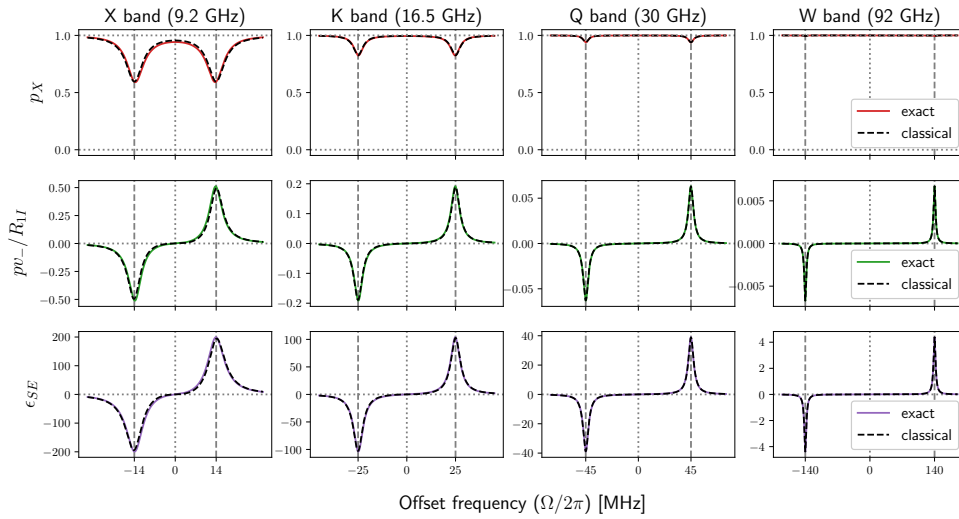 X band (9.2 GHz) K band (16.5 GHz) Q band (30 GHz) W band (92 GHz)
1.0 1.0 1.0 1.0
p_X 0.5 0.5 0.5 0.5
exact
classical
0.0 0.0 0.0 0.0
0.50 0.2 0.05 0.005
0.25 0.1
pv_-/R_{1I} 0.00 0.0 0.00 0.000
exact
−0.25 −0.1 −0.05 −0.005
classical
−0.50 −0.2
200 100 40 4
100 50 20 2
ϵ_{SE} 0 0 0 0
exact
−100 −50 −20 −2
classical
−200 −100 −40 −4
−14 0 14 −25 0 25 −45 0 45 −140 0 140
Offset frequency (Ω/2π) [MHz]